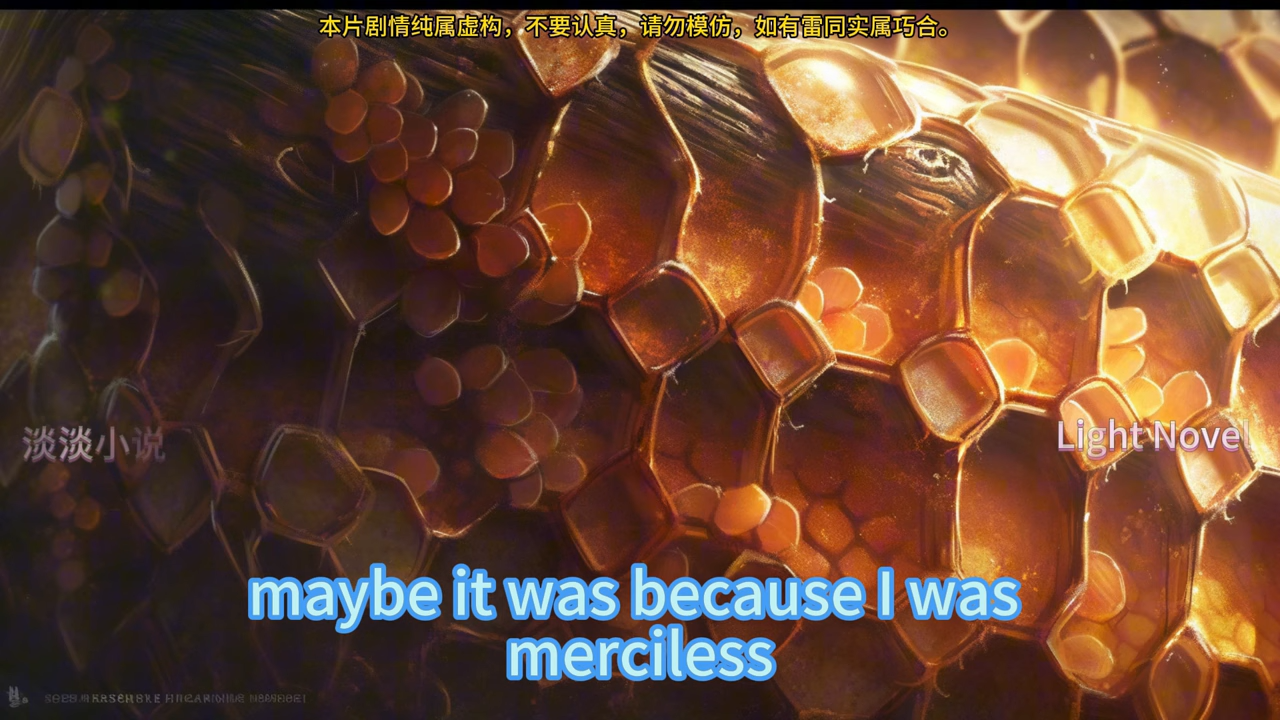 本片剧情纯属虚构，不要认真，请勿模仿，如有雷同实属巧合。
淡淡小说
Light Novel
maybe it was because I was
merciless